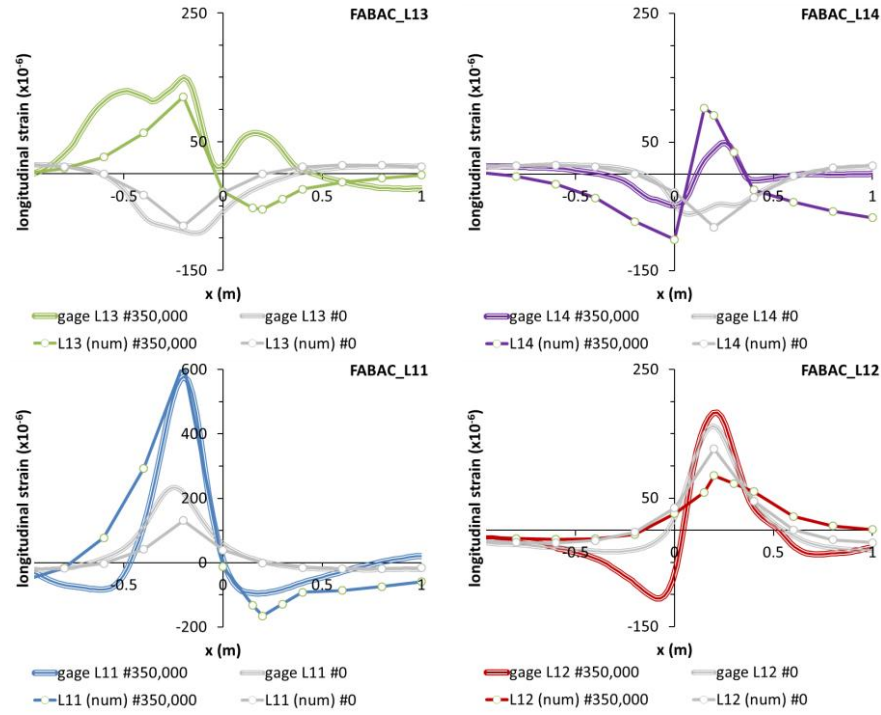 FABAC_L13
longitudinal strain (x10-6)
250
50
-150
-0.5
0
0.5
1
x (m)
gage L13 #350,000
gage L13 #0
L13 (num) #350,000
L13 (num) #0
FABAC_L14
longitudinal strain (x10-6)
250
50
-150
-0.5
0
0.5
1
x (m)
gage L14 #350,000
gage L14 #0
L14 (num) #350,000
L14 (num) #0
FABAC_L11
longitudinal strain (x10-6)
600
400
200
0
-200
-0.5
0
0.5
1
x (m)
gage L11 #350,000
gage L11 #0
L11 (num) #350,000
L11 (num) #0
FABAC_L12
longitudinal strain (x10-6)
250
50
-150
-0.5
0
0.5
1
x (m)
gage L12 #350,000
gage L12 #0
L12 (num) #350,000
L12 (num) #0